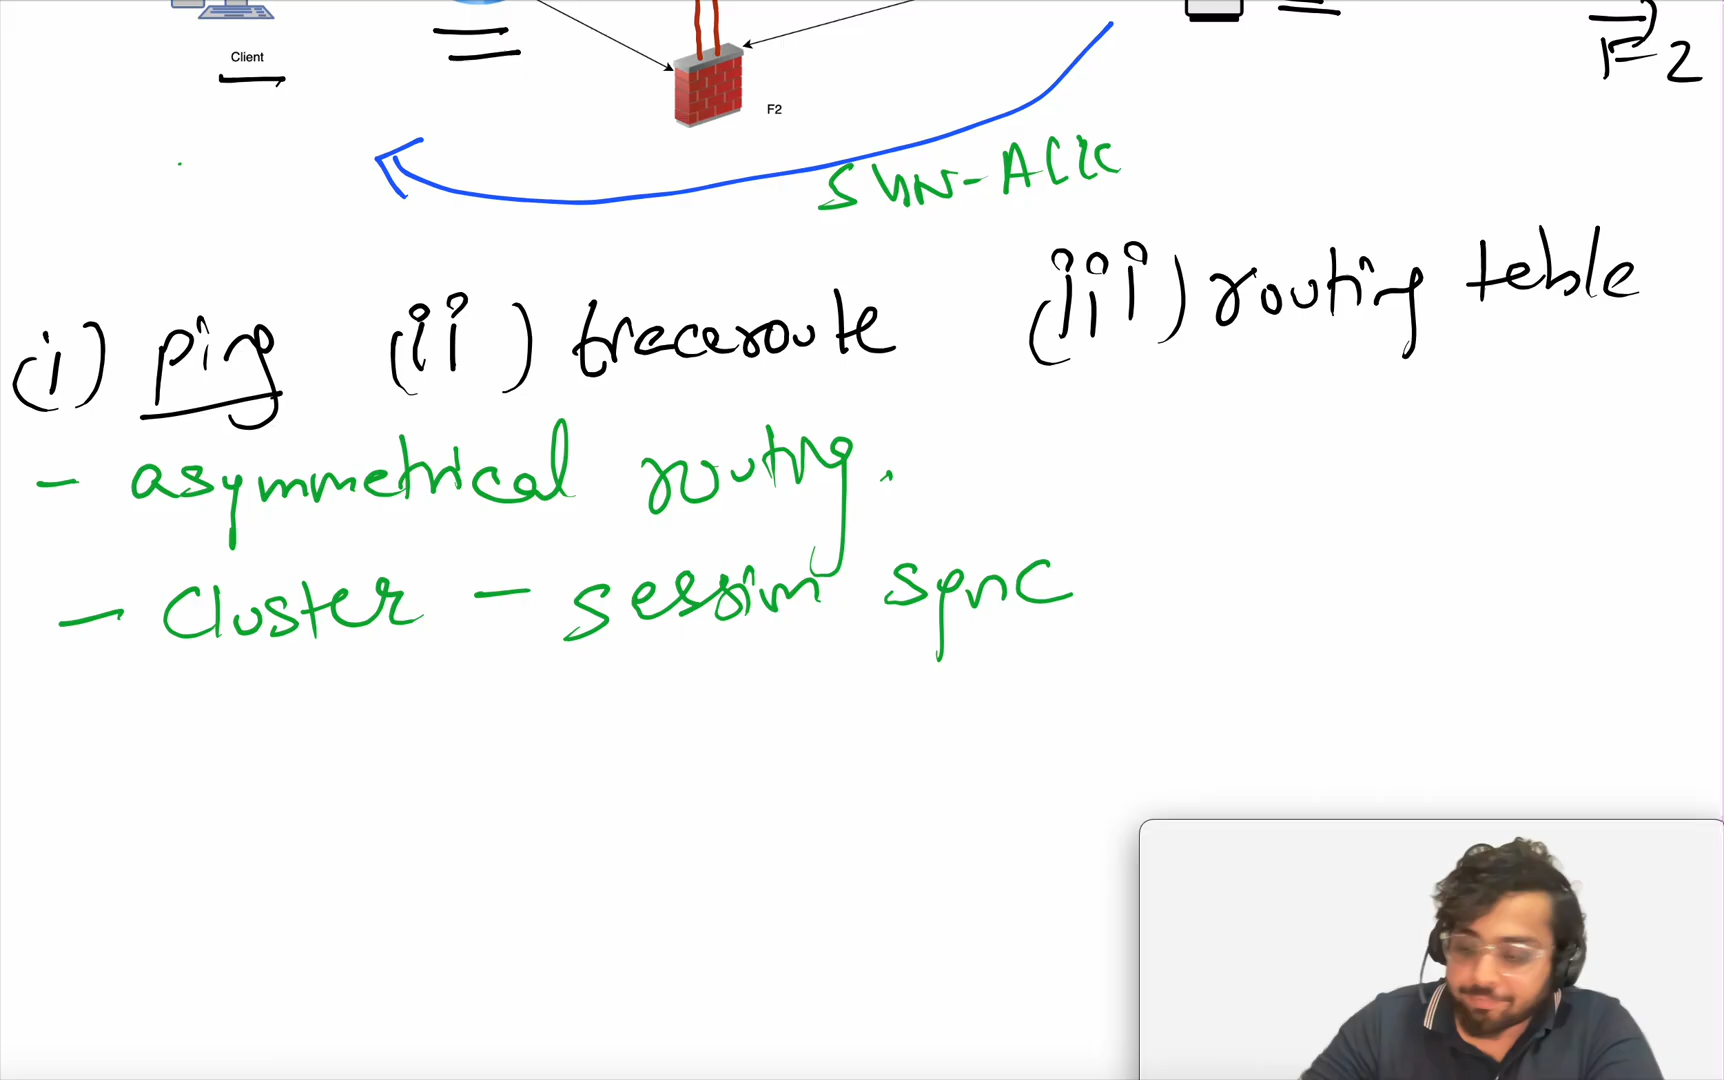 Client
F2
F2
SYN-ACK
(i) ping (ii) traceroute (iii) routing table
- asymmetrical routing.
- Cluster - session sync